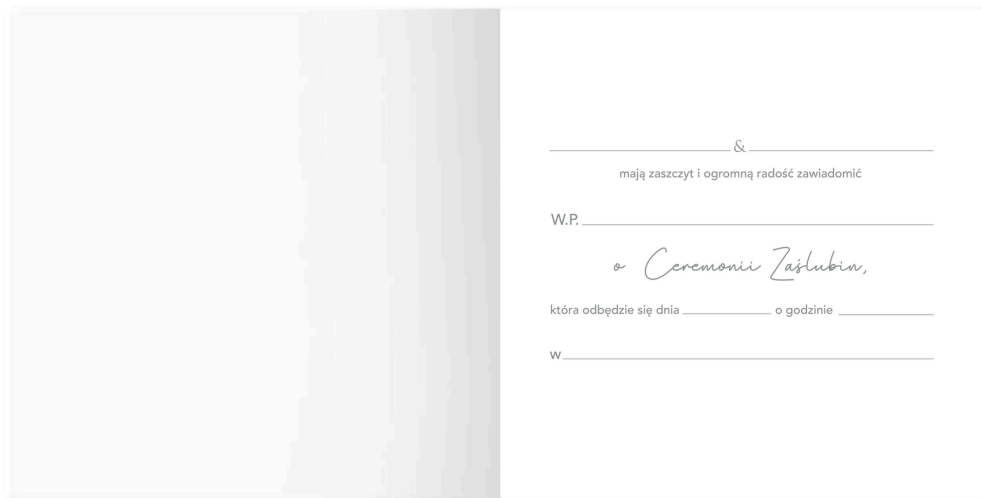 & 
mają zaszczyt i ogromną radość zawiadomić
W.P.
o Ceremonii Zaślubin,
która odbędzie się dnia o godzinie
w